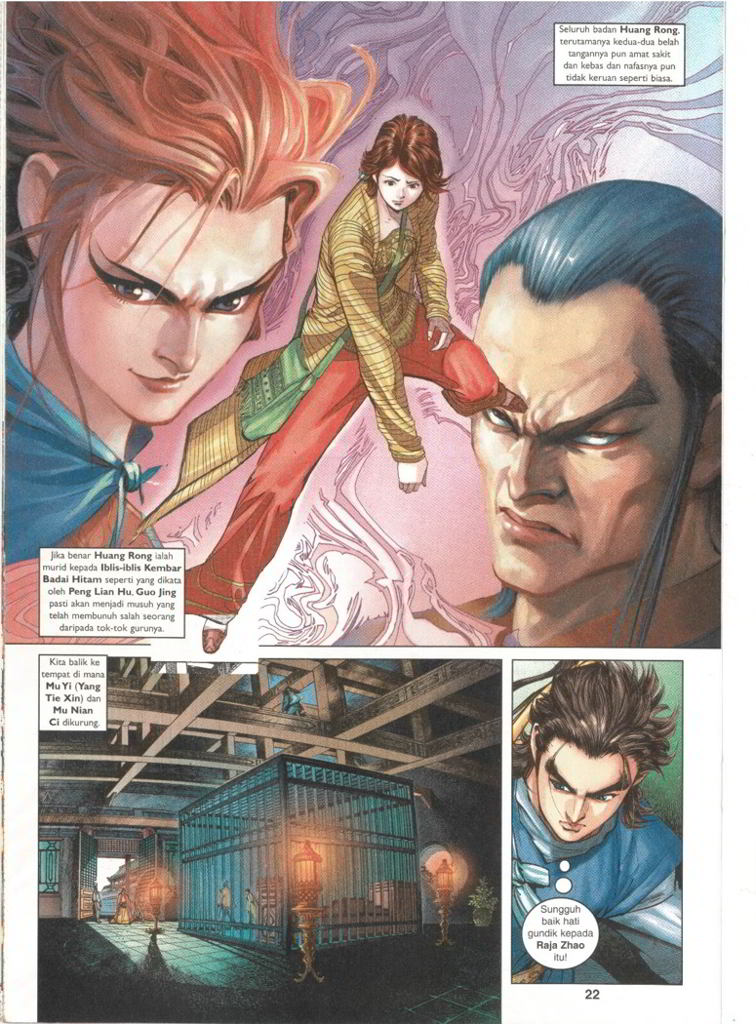 Seluruh badan Huang Rong,
terutamanya kedua-dua belah
tangannya pun amat sakit
dan kebas dan nafasnya pun
tidak keruan seperti biasa.
Jika benar Huang Rong ialah
murid kepada Iblis-iblis Kembar
Badai Hitam seperti yang dikata
oleh Peng Lian Hu, Guo Jing
pasti akan menjadi musuh yang
telah membunuh salah seorang
daripada tok-tok gurunya.
Kita balik ke
tempat di mana
Mu Yi (Yang
Tie Xin) dan
Mu Nian
Ci dikurung.
Sungguh
baik hati
gundik kepada
Raja Zhao
itu!
22